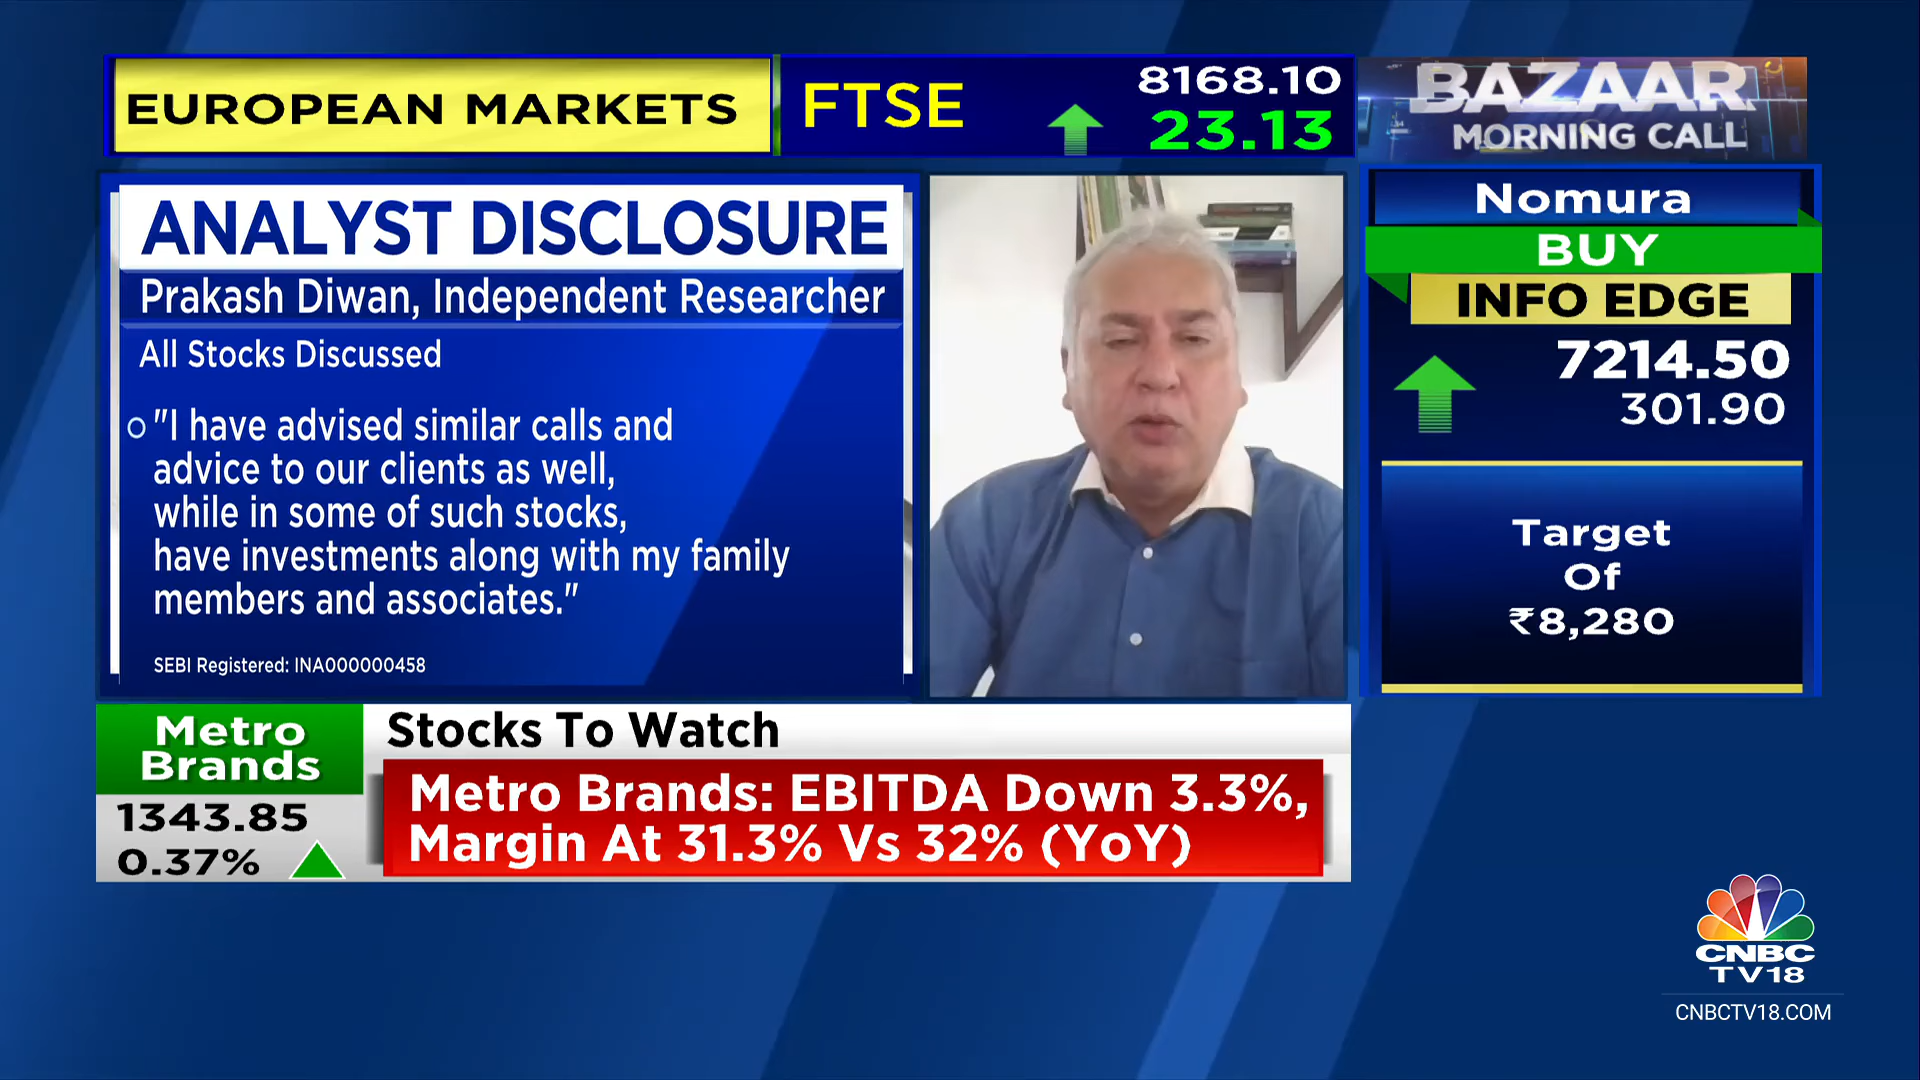 EUROPEAN MARKETS
FTSE
8168.10
23.13
BAZAAR
MORNING CALL
ANALYST DISCLOSURE
Prakash Diwan, Independent Researcher
All Stocks Discussed
"I have advised similar calls and
advice to our clients as well,
while in some of such stocks,
have investments along with my family
members and associates."
SEBI Registered: INA000000458
Nomura
BUY
INFO EDGE
7214.50
301.90
Target
Of
₹8,280
Metro
Brands
1343.85
0.37%
Stocks To Watch
Metro Brands: EBITDA Down 3.3%,
Margin At 31.3% Vs 32% (YoY)
CNBC
TV18
CNBCTV18.COM